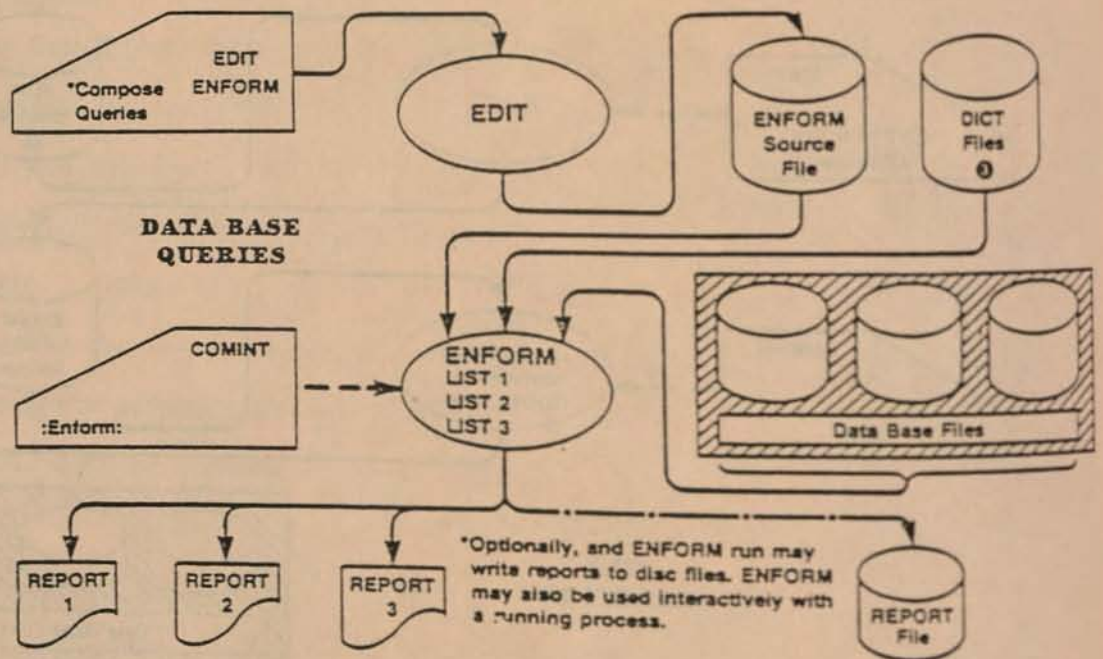 EDIT
*Compose ENFORM
Queries
EDIT
ENFORM
Source
File
DICT
Files
3
DATA BASE
QUERIES
COMINT
:Enform:
ENFORM
LIST 1
LIST 2
LIST 3
Data Base Files
REPORT
1
REPORT
2
REPORT
3
*Optionally, and ENFORM run may
write reports to disc files. ENFORM
may also be used interactively with
a running process.
REPORT
File